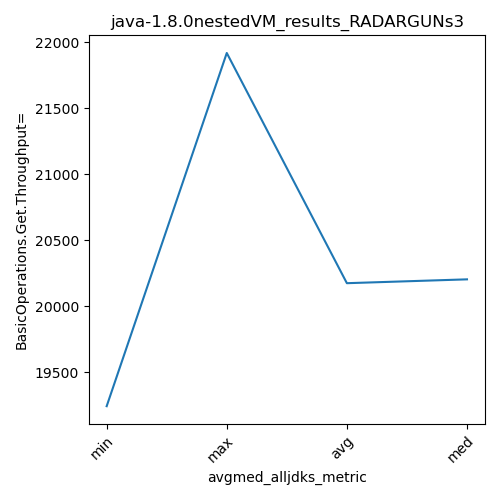 java-1.8.0nestedVM_results_RADARGUNs3
BasicOperations.Get.Throughput=
22000
21500
21000
20500
20000
19500
min
max
avg
med
avgmed_alljdks_metric